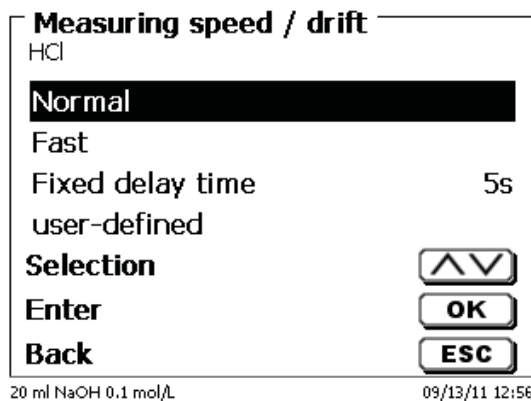 Measuring speed / drift
HCl
Normal
Fast
Fixed delay time 5s
user-defined
Selection
Enter OK
Back ESC
20 ml NaOH 0.1 mol/L 09/13/11 12:56